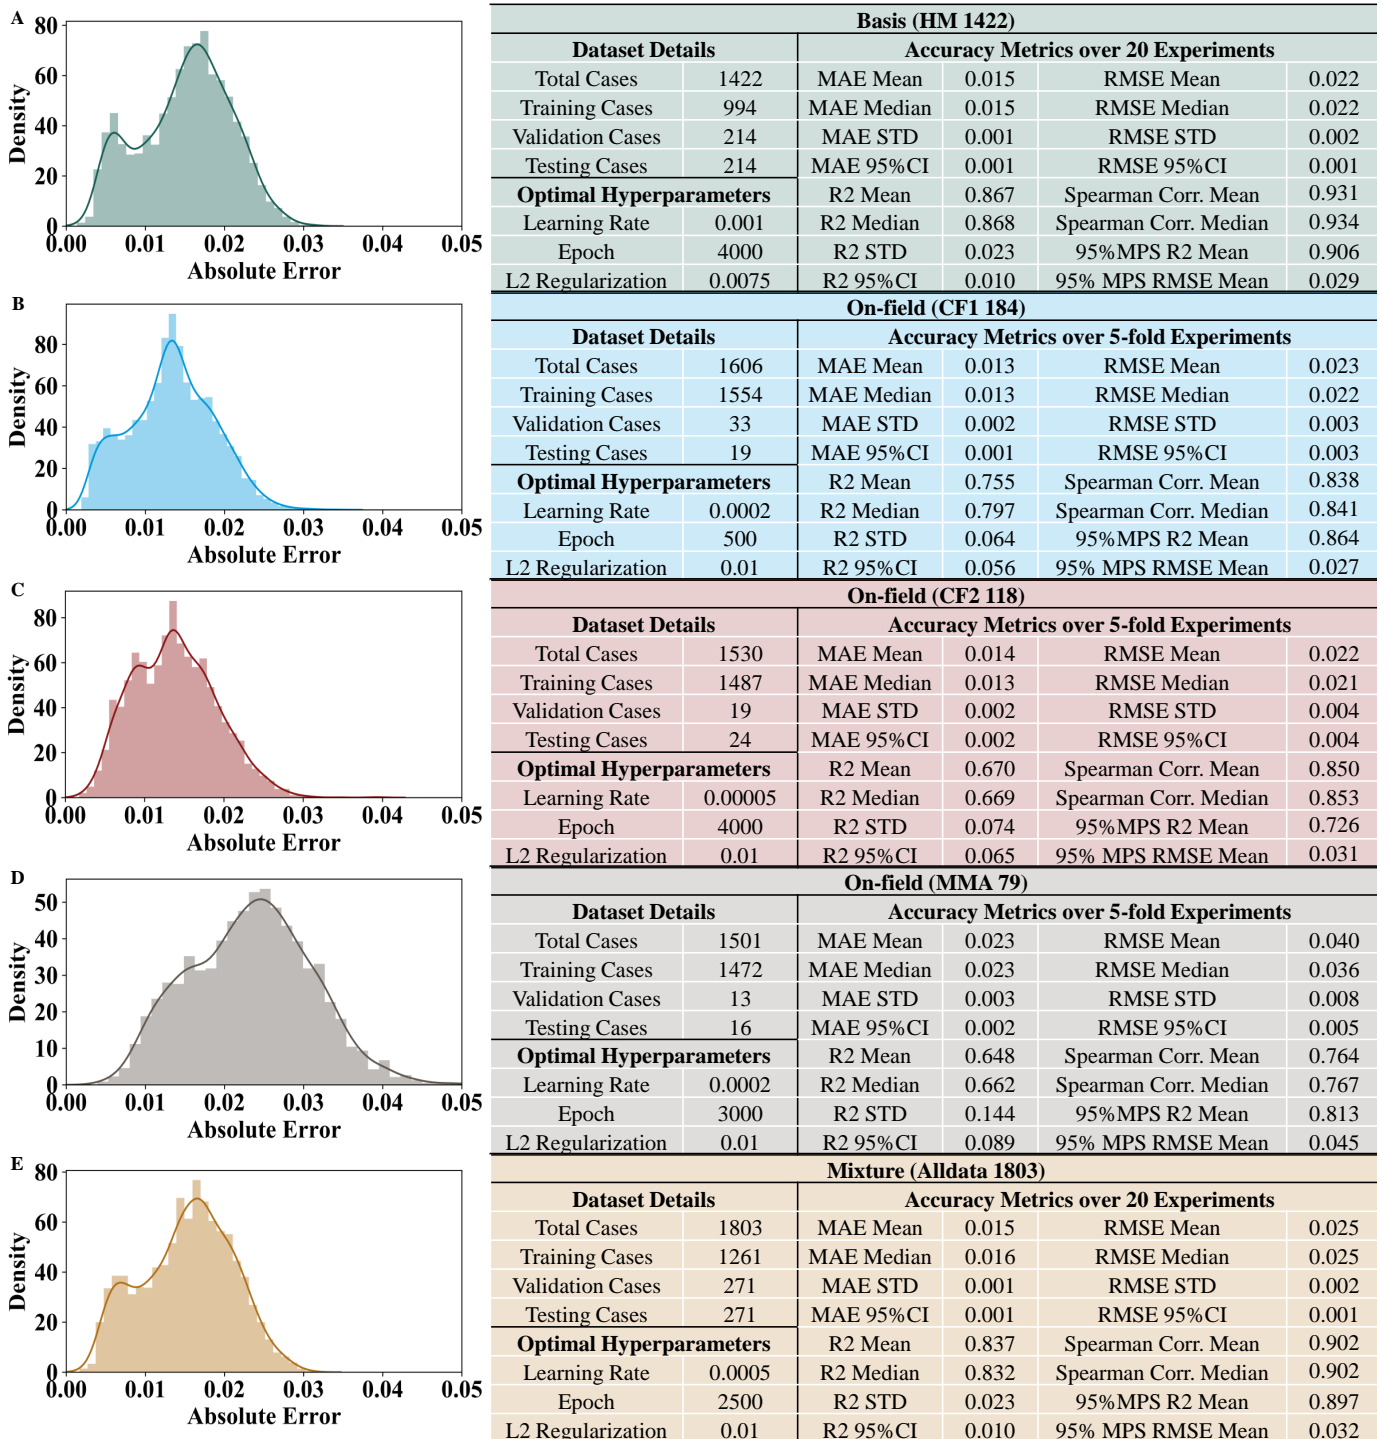 A
80
60
40
20
0
Density
0.00 0.01 0.02 0.03 0.04 0.05
Absolute Error
Basis (HM 1422)
Dataset Details Accuracy Metrics over 20 Experiments
Total Cases 1422 MAE Mean 0.015 RMSE Mean 0.022
Training Cases 994 MAE Median 0.015 RMSE Median 0.022
Validation Cases 214 MAE STD 0.001 RMSE STD 0.002
Testing Cases 214 MAE 95%CI 0.001 RMSE 95%CI 0.001
Optimal Hyperparameters R2 Mean 0.867 Spearman Corr. Mean 0.931
Learning Rate 0.001 R2 Median 0.868 Spearman Corr. Median 0.934
Epoch 4000 R2 STD 0.023 95%MPS R2 Mean 0.906
L2 Regularization 0.0075 R2 95%CI 0.010 95% MPS RMSE Mean 0.029
B
80
60
40
20
0
Density
0.00 0.01 0.02 0.03 0.04 0.05
Absolute Error
On-field (CF1 184)
Dataset Details Accuracy Metrics over 5-fold Experiments
Total Cases 1606 MAE Mean 0.013 RMSE Mean 0.023
Training Cases 1554 MAE Median 0.013 RMSE Median 0.022
Validation Cases 33 MAE STD 0.002 RMSE STD 0.003
Testing Cases 19 MAE 95%CI 0.001 RMSE 95%CI 0.003
Optimal Hyperparameters R2 Mean 0.755 Spearman Corr. Mean 0.838
Learning Rate 0.0002 R2 Median 0.797 Spearman Corr. Median 0.841
Epoch 500 R2 STD 0.064 95%MPS R2 Mean 0.864
L2 Regularization 0.01 R2 95%CI 0.056 95% MPS RMSE Mean 0.027
C
80
60
40
20
0
Density
0.00 0.01 0.02 0.03 0.04 0.05
Absolute Error
On-field (CF2 118)
Dataset Details Accuracy Metrics over 5-fold Experiments
Total Cases 1530 MAE Mean 0.014 RMSE Mean 0.022
Training Cases 1487 MAE Median 0.013 RMSE Median 0.021
Validation Cases 19 MAE STD 0.002 RMSE STD 0.004
Testing Cases 24 MAE 95%CI 0.002 RMSE 95%CI 0.004
Optimal Hyperparameters R2 Mean 0.670 Spearman Corr. Mean 0.850
Learning Rate 0.00005 R2 Median 0.669 Spearman Corr. Median 0.853
Epoch 4000 R2 STD 0.074 95%MPS R2 Mean 0.726
L2 Regularization 0.01 R2 95%CI 0.065 95% MPS RMSE Mean 0.031
D
50
40
30
20
10
0
Density
0.00 0.01 0.02 0.03 0.04 0.05
Absolute Error
On-field (MMA 79)
Dataset Details Accuracy Metrics over 5-fold Experiments
Total Cases 1501 MAE Mean 0.023 RMSE Mean 0.040
Training Cases 1472 MAE Median 0.023 RMSE Median 0.036
Validation Cases 13 MAE STD 0.003 RMSE STD 0.008
Testing Cases 16 MAE 95%CI 0.002 RMSE 95%CI 0.005
Optimal Hyperparameters R2 Mean 0.648 Spearman Corr. Mean 0.764
Learning Rate 0.0002 R2 Median 0.662 Spearman Corr. Median 0.767
Epoch 3000 R2 STD 0.144 95%MPS R2 Mean 0.813
L2 Regularization 0.01 R2 95%CI 0.089 95% MPS RMSE Mean 0.045
E
80
60
40
20
0
Density
0.00 0.01 0.02 0.03 0.04 0.05
Absolute Error
Mixture (Alldata 1803)
Dataset Details Accuracy Metrics over 20 Experiments
Total Cases 1803 MAE Mean 0.015 RMSE Mean 0.025
Training Cases 1261 MAE Median 0.016 RMSE Median 0.025
Validation Cases 271 MAE STD 0.001 RMSE STD 0.002
Testing Cases 271 MAE 95%CI 0.001 RMSE 95%CI 0.001
Optimal Hyperparameters R2 Mean 0.837 Spearman Corr. Mean 0.902
Learning Rate 0.0005 R2 Median 0.832 Spearman Corr. Median 0.902
Epoch 2500 R2 STD 0.023 95%MPS R2 Mean 0.897
L2 Regularization 0.01 R2 95%CI 0.010 95% MPS RMSE Mean 0.032